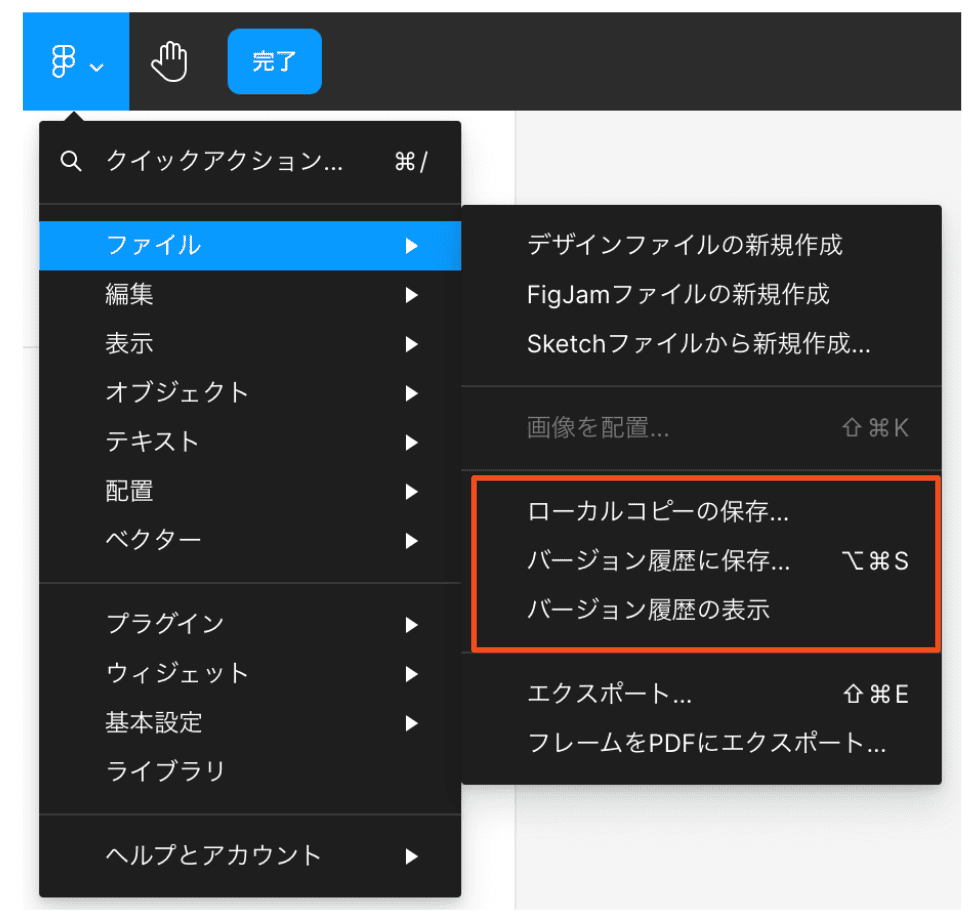 完了
クイックアクション... ⌘/
ファイル
編集
表示
オブジェクト
テキスト
配置
ベクター
プラグイン
ウィジェット
基本設定
ライブラリ
ヘルプとアカウント
デザインファイルの新規作成
FigJamファイルの新規作成
Sketchファイルから新規作成...
画像を配置... ⇧⌘K
ローカルコピーの保存...
バージョン履歴に保存... ⌥⌘S
バージョン履歴の表示
エクスポート... ⇧⌘E
フレームをPDFにエクスポート...